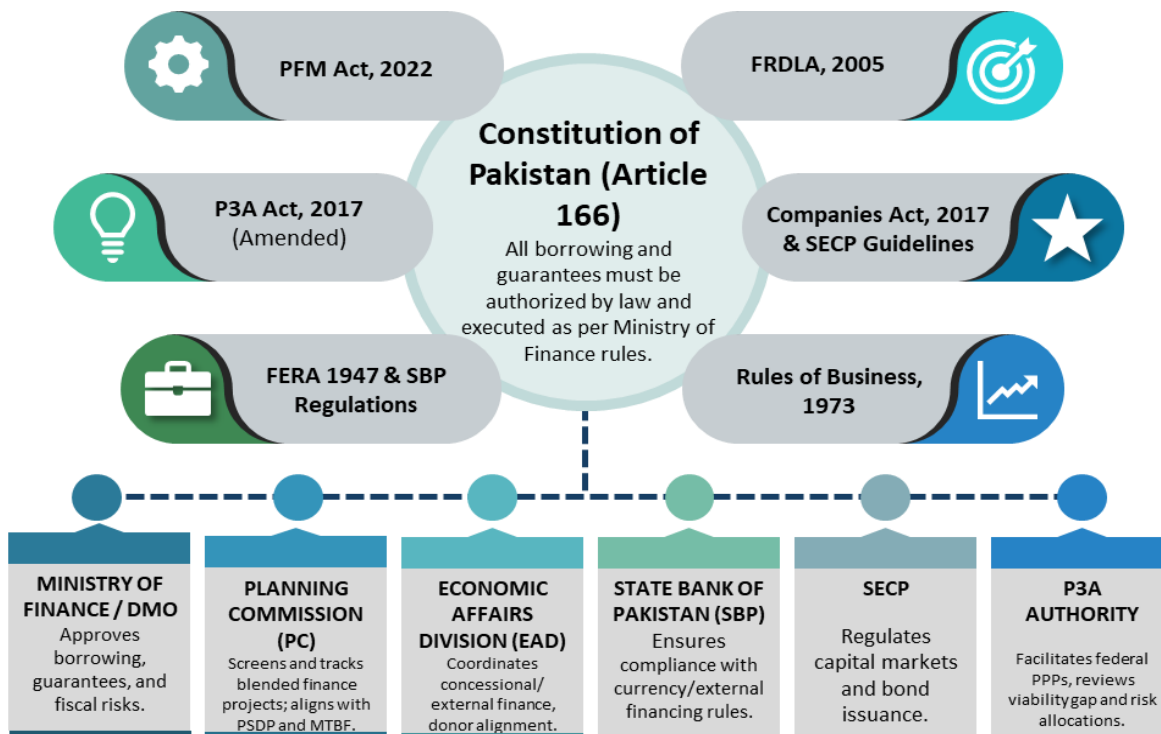 PFM Act, 2022
FRDLA, 2005
Constitution of
Pakistan (Article
166)
All borrowing and
guarantees must be
authorized by law and
executed as per Ministry of
Finance rules.
P3A Act, 2017
(Amended)
Companies Act, 2017
& SECP Guidelines
FERA 1947 & SBP
Regulations
Rules of Business,
1973
MINISTRY OF
FINANCE / DMO
Approves
borrowing,
guarantees, and
fiscal risks.
PLANNING
COMMISSION
(PC)
Screens and tracks
blended finance
projects; aligns with
PSDP and MTBF.
ECONOMIC
AFFAIRS
DIVISION (EAD)
Coordinates
concessional/
external finance,
donor alignment.
STATE BANK OF
PAKISTAN (SBP)
Ensures
compliance with
currency/external
financing rules.
SECP
Regulates
capital markets
and bond
issuance.
P3A
AUTHORITY
Facilitates federal
PPPs, reviews
viability gap and risk
allocations.